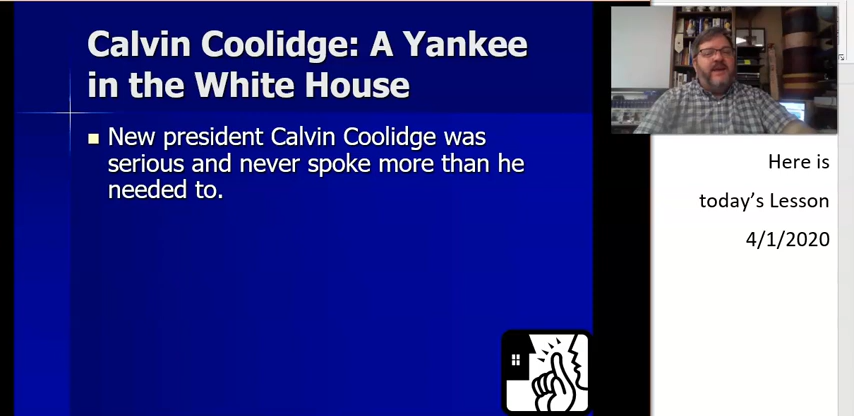 Calvin Coolidge: A Yankee
in the White House
New president Calvin Coolidge was
serious and never spoke more than he
needed to.
Here is
today's Lesson
4/1/2020